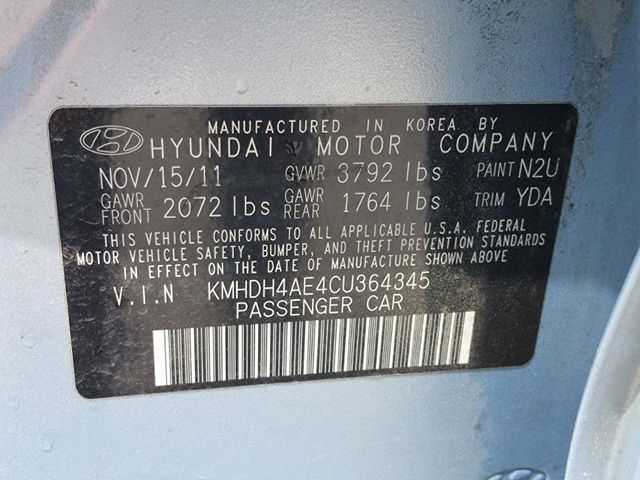 MANUFACTURED IN KOREA BY
HYUNDAI MOTOR COMPANY
NOV/15/11 GVWR 3792 lbs PAINT N2U
GAWR FRONT 2072 lbs GAWR REAR 1764 lbs TRIM YDA
THIS VEHICLE CONFORMS TO ALL APPLICABLE U.S.A. FEDERAL
MOTOR VEHICLE SAFETY, BUMPER, AND THEFT PREVENTION STANDARDS
IN EFFECT ON THE DATE OF MANUFACTURE SHOWN ABOVE
V.I.N KMHDH4AE4CU364345
PASSENGER CAR